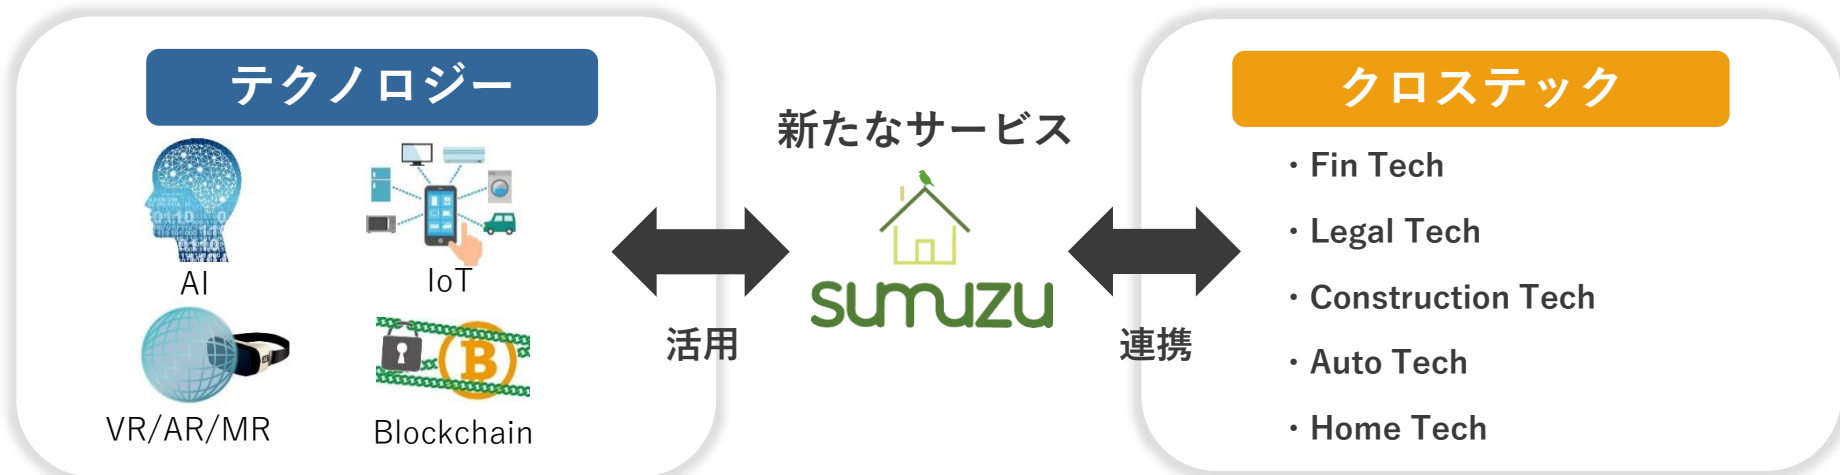 テクノロジー
AI
IoT
VR/AR/MR
Blockchain
活用
新たなサービス
sumuzu
連携
クロステック
・Fin Tech
・Legal Tech
・Construction Tech
・Auto Tech
・Home Tech